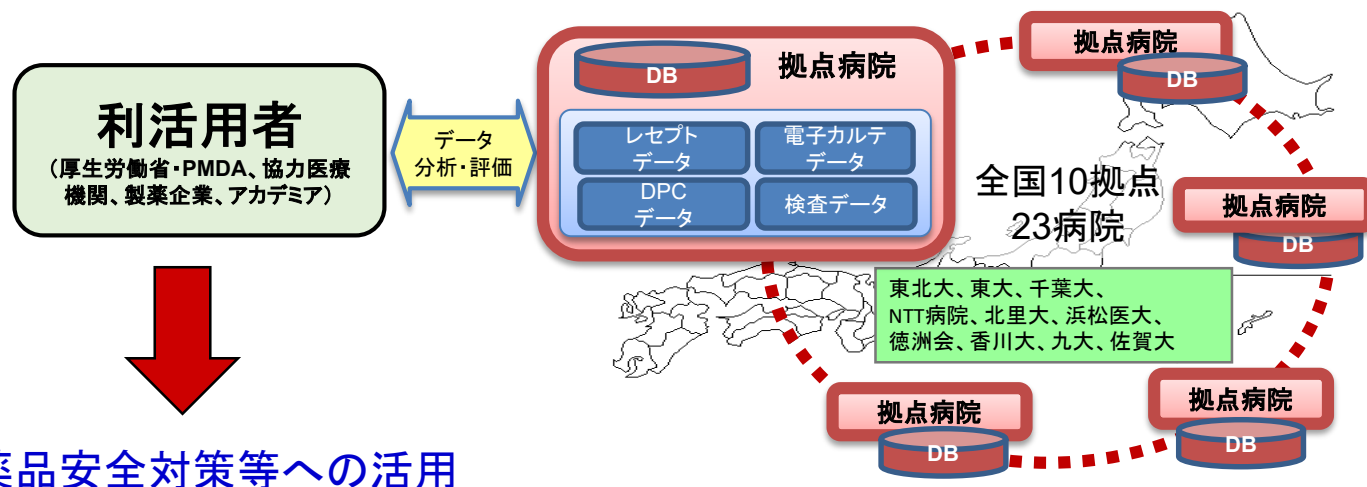 利活用者
（厚生労働省・PMDA、協力医療
機関、製薬企業、アカデミア）
データ
分析・評価
DB
拠点病院
レセプト
データ
電子カルテ
データ
DPC
データ
検査データ
拠点病院
DB
全国10拠点
23病院
拠点病院
DB
東北大、東大、千葉大、
NTT病院、北里大、浜松医大、
徳洲会、香川大、九大、佐賀大
拠点病院
DB
拠点病院
DB
薬品安全対策等への活用